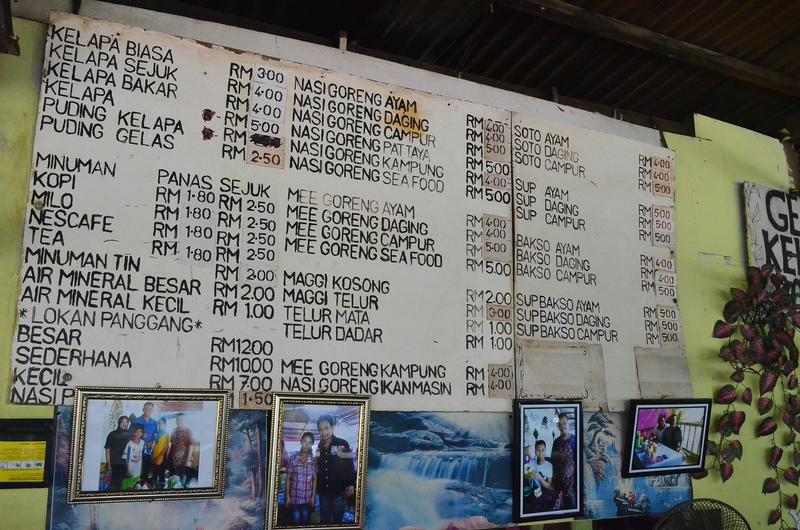 KELAPA BIASA RM 3.00
KELAPA SEJUK RM 4.00
KELAPA BAKAR RM 4.00
KELAPA RM 5.00
PUDING KELAPA RM
PUDING GELAS RM 2.50
MINUMAN PANAS SEJUK
KOPI RM 1.80 RM 2.50
MILO RM 1.80 RM 2.50
NESCAFE RM 1.80 RM 2.50
TEA RM 1.80 RM 2.50
MINUMAN TIN RM 2.00
AIR MINERAL BESAR RM 2.00
AIR MINERAL KECIL RM 1.00
*LOKAN PANGGANG*
BESAR RM12.00
SEDERHANA RM10.00
KECIL RM 7.00
NASI 1.50
NASI GORENG AYAM RM 4.00
NASI GORENG DAGING RM 4.00
NASI GORENG CAMPUR RM 5.00
NASI GORENG PATTAYA RM 5.00
NASI GORENG KAMPUNG RM 4.00
NASI GORENG SEA FOOD RM 5.00
MEE GORENG AYAM RM 4.00
MEE GORENG DAGING RM 4.00
MEE GORENG CAMPUR RM 5.00
MEE GORENG SEA FOOD RM 5.00
MAGGI KOSONG RM 2.00
MAGGI TELUR RM 3.00
TELUR MATA RM 1.00
TELUR DADAR RM 1.00
MEE GORENG KAMPUNG RM 4.00
NASI GORENG IKAN MASIN RM 4.00
SOTO AYAM RM 4.00
SOTO DAGING RM 4.00
SOTO CAMPUR RM 5.00
SUP AYAM RM 5.00
SUP DAGING RM 5.00
SUP CAMPUR RM 5.00
BAKSO AYAM RM 4.00
BAKSO DAGING RM 4.00
BAKSO CAMPUR RM 5.00
SUP BAKSO AYAM RM 5.00
SUP BAKSO DAGING RM 5.00
SUP BAKSO CAMPUR RM 5.00